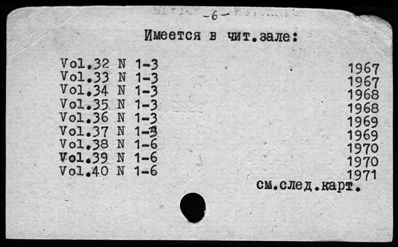 -6-
Имеется в чит.зале:
Vol.32 N 1-3 1967
Vol.33 N 1-3 1967
Vol.34 N 1-3 1968
Vol.35 N 1-3 1968
Vol.36 N 1-3 1969
Vol.37 N 1-3 1969
Vol.38 N 1-6 1970
Vol.39 N 1-6 1970
Vol.40 N 1-6 1971
см.след.карт.